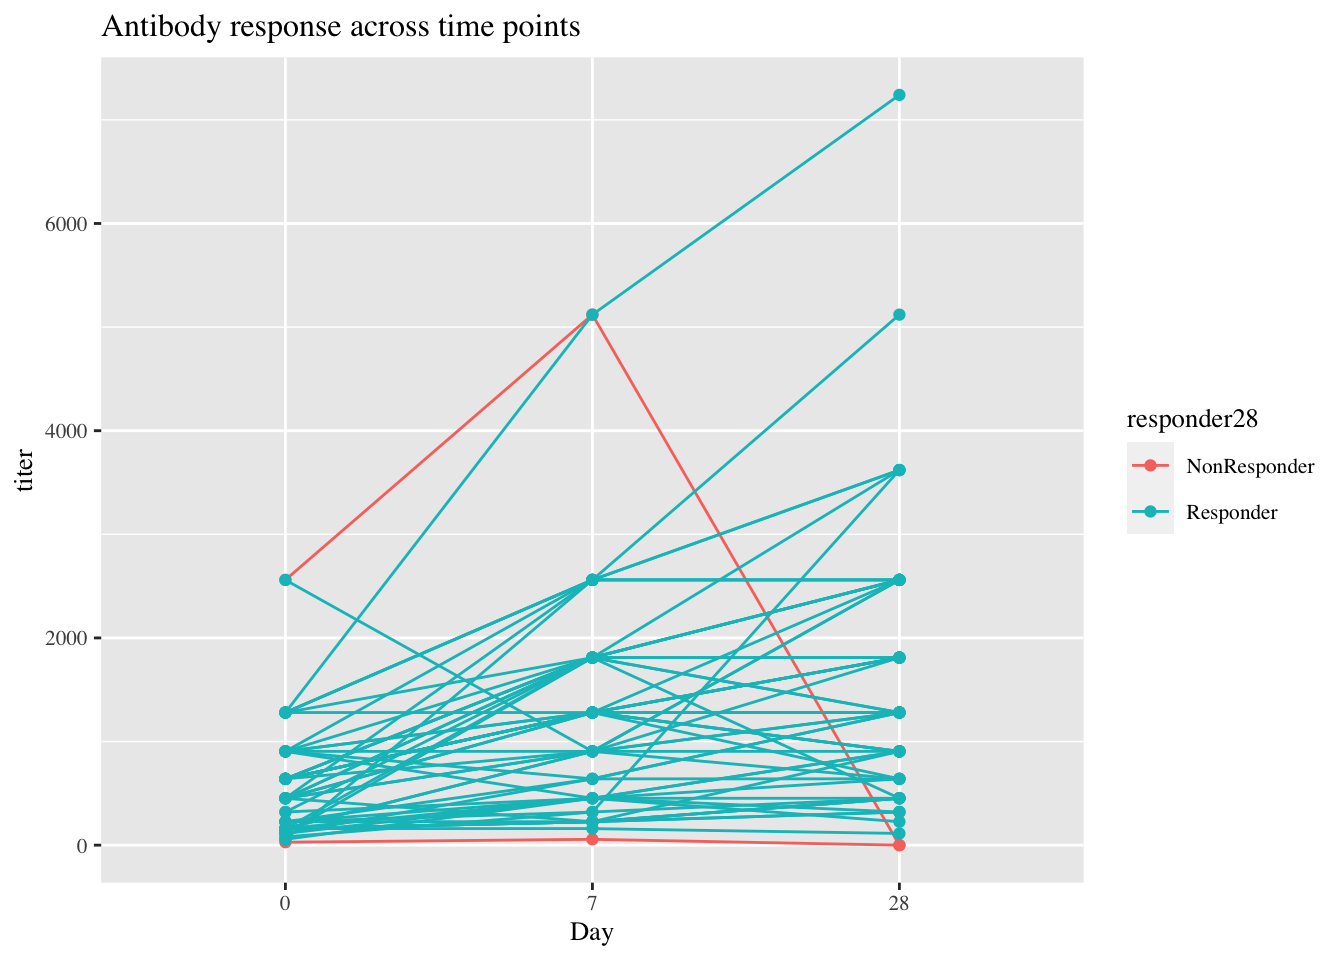 Antibody response across time points
titer
6000
4000
2000
0
0 7 28
Day
responder28
NonResponder
Responder